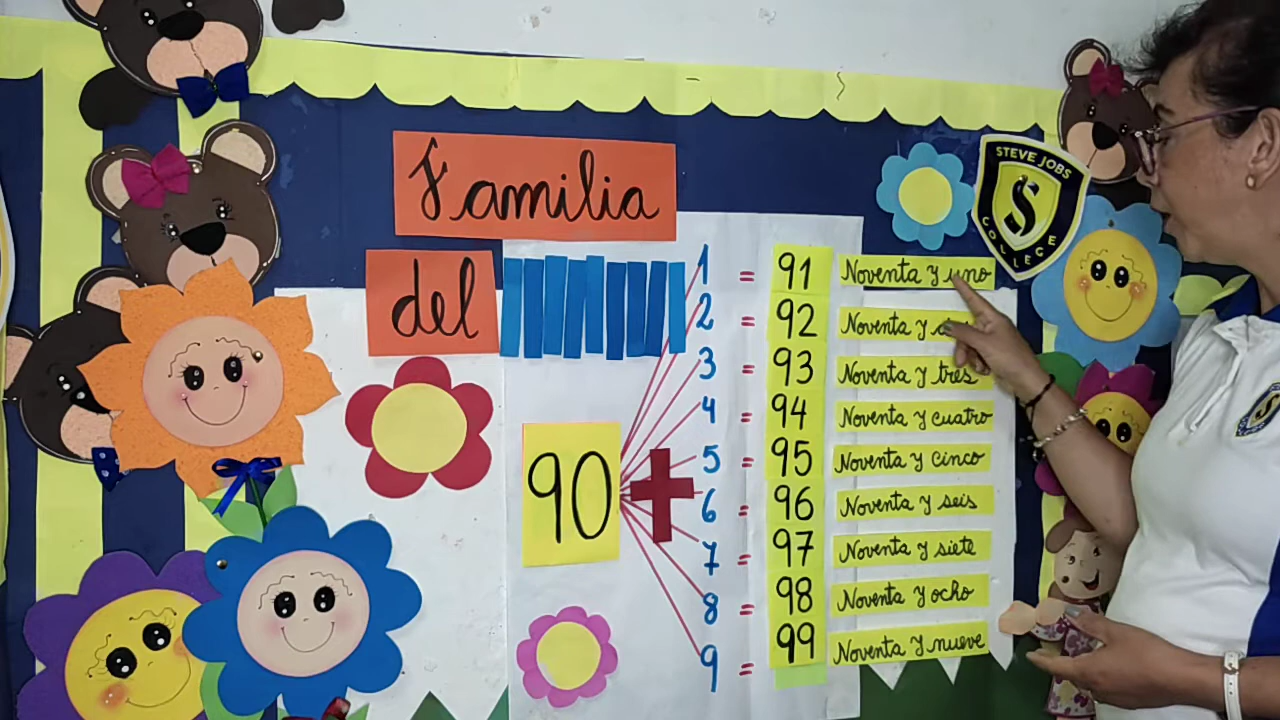 Familia
del
90 +
1 = 91 Noventa y uno
2 = 92 Noventa y
3 = 93 Noventa y tres
4 = 94 Noventa y cuatro
5 = 95 Noventa y cinco
6 = 96 Noventa y seis
7 = 97 Noventa y siete
8 = 98 Noventa y ocho
9 = 99 Noventa y nueve
STEVE JOBS
S
COLLEGE